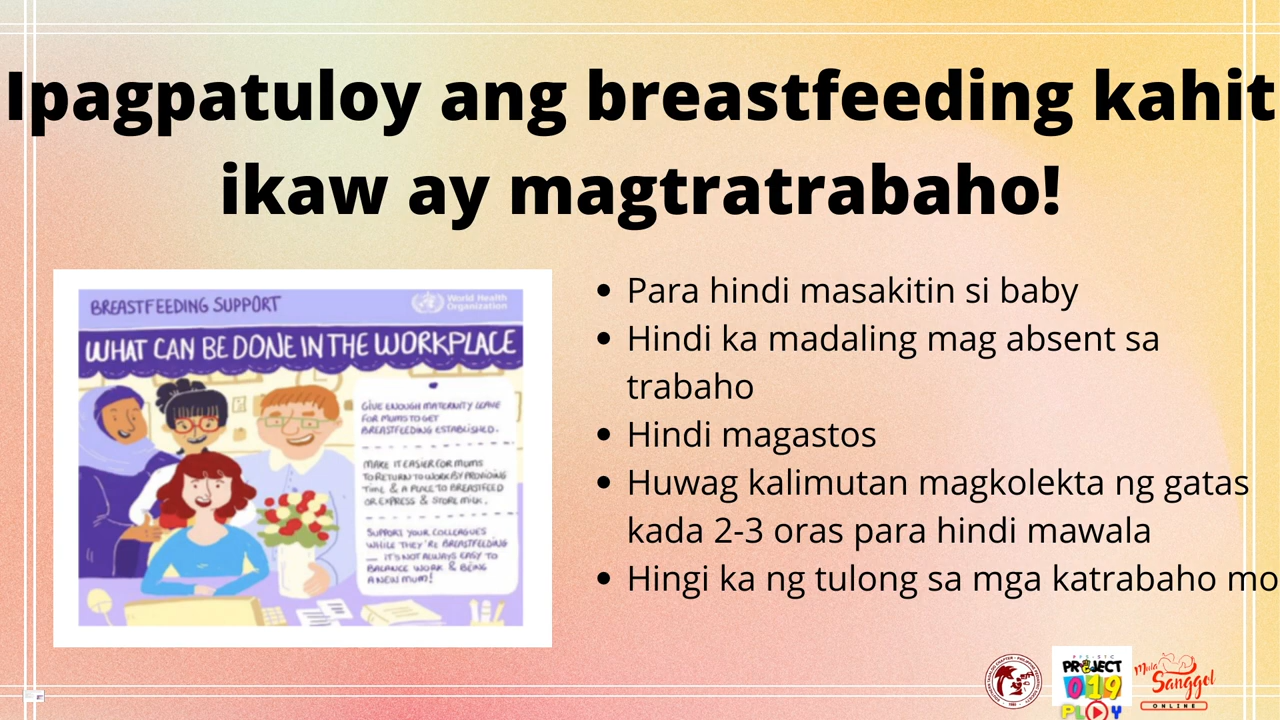 Ipagpatuloy ang breastfeeding kahit
ikaw ay magtratrabaho!
BREASTFEEDING SUPPORT
World Health
Organization
WHAT CAN BE DONE IN THE WORKPLACE
GIVE ENOUGH MATERNITY LEAVE
FOR MUMS TO GET
BREASTFEEDING ESTABLISHED.
MAKE IT EASIER FOR MUMS
TO RETURN TO WORK BY PROVIDING
TIME & A PLACE TO BREASTFEED
OR EXPRESS & STORE MILK.
SUPPORT YOUR COLLEAGUES
WHILE THEY'RE BREASTFEEDING
— IT'S NOT ALWAYS EASY TO
BALANCE WORK & BEING
A NEW MUM!
• Para hindi masakitin si baby
• Hindi ka madaling mag absent sa
trabaho
• Hindi magastos
• Huwag kalimutan magkolekta ng gatas
kada 2-3 oras para hindi mawala
• Hingi ka ng tulong sa mga katrabaho mo
PROJECT
019
PLAY
Mula
Sanggol
ONLINE